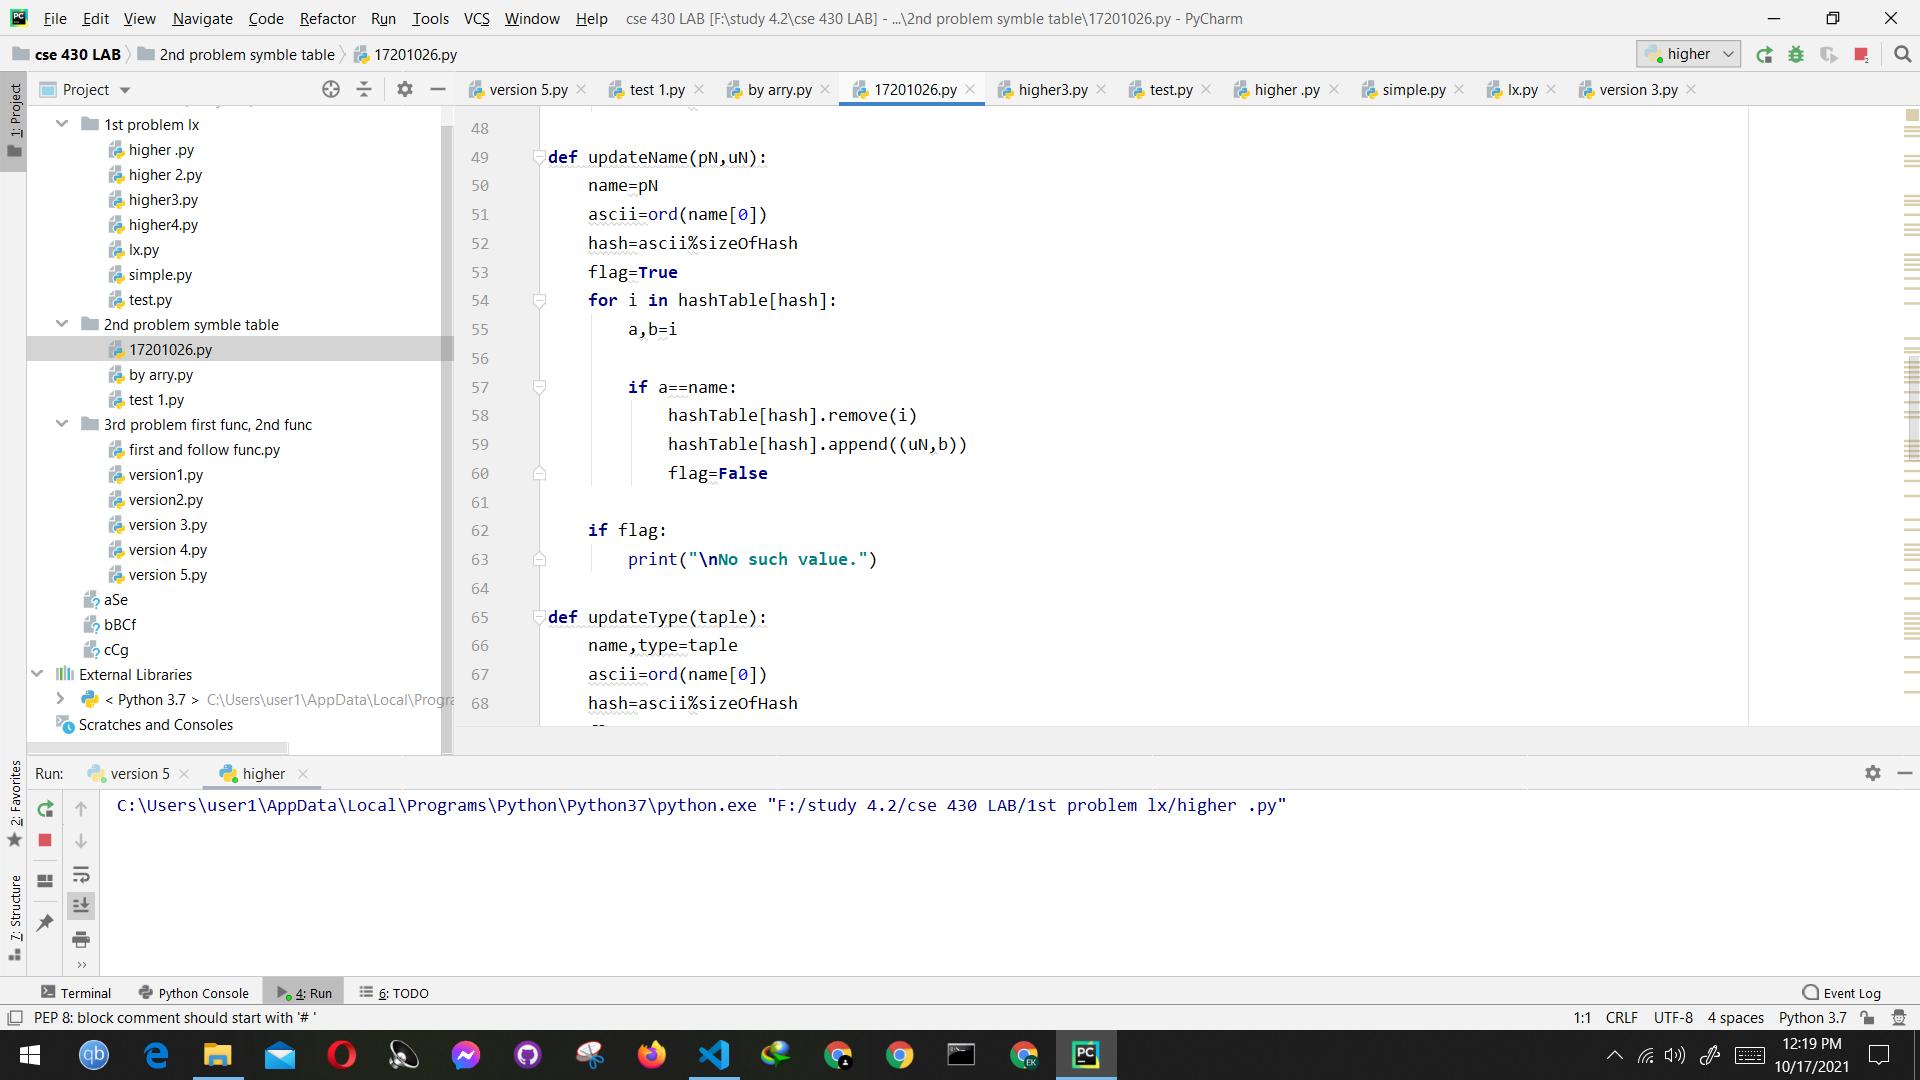 File Edit View Navigate Code Refactor Run Tools VCS Window Help cse 430 LAB [F:\study 4.2\cse 430 LAB] - ...\2nd problem symble table\17201026.py - PyCharm
cse 430 LAB 2nd problem symble table 17201026.py higher
1: Project
Project
version 5.py test 1.py by arry.py 17201026.py higher3.py test.py higher .py simple.py lx.py version 3.py
1st problem lx
higher .py
higher 2.py
higher3.py
higher4.py
lx.py
simple.py
test.py
2nd problem symble table
17201026.py
by arry.py
test 1.py
3rd problem first func, 2nd func
first and follow func.py
version1.py
version2.py
version 3.py
version 4.py
version 5.py
aSe
bBCf
cCg
External Libraries
< Python 3.7 > C:\Users\user1\AppData\Local\Progra
Scratches and Consoles
48
49 def updateName(pN,uN):
50 name=pN
51 ascii=ord(name[0])
52 hash=ascii%sizeOfHash
53 flag=True
54 for i in hashTable[hash]:
55 a,b=i
56
57 if a==name:
58 hashTable[hash].remove(i)
59 hashTable[hash].append((uN,b))
60 flag=False
61
62 if flag:
63 print("\nNo such value.")
64
65 def updateType(taple):
66 name,type=taple
67 ascii=ord(name[0])
68 hash=ascii%sizeOfHash
2: Favorites
7: Structure
Run: version 5 higher
C:\Users\user1\AppData\Local\Programs\Python\Python37\python.exe "F:/study 4.2/cse 430 LAB/1st problem lx/higher .py"
Terminal Python Console 4: Run 6: TODO Event Log
PEP 8: block comment should start with '# ' 1:1 CRLF UTF-8 4 spaces Python 3.7
qb
EK
PC
12:19 PM
10/17/2021